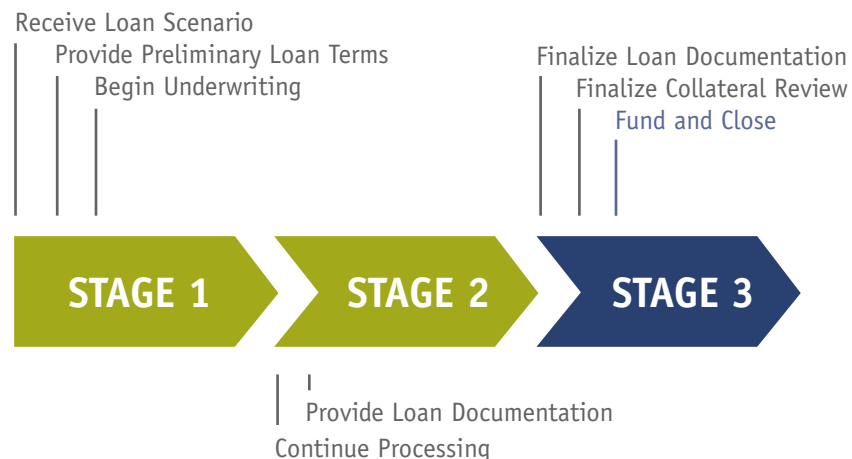 Receive Loan Scenario
Provide Preliminary Loan Terms
Begin Underwriting
Finalize Loan Documentation
Finalize Collateral Review
Fund and Close
STAGE 1
STAGE 2
STAGE 3
Provide Loan Documentation
Continue Processing